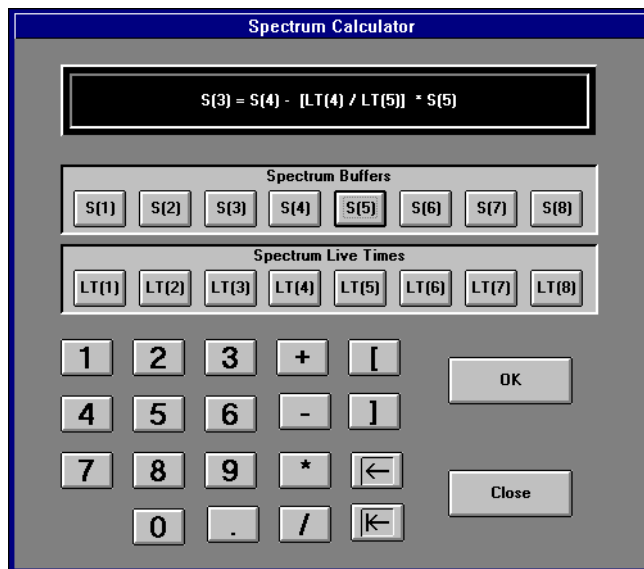 Spectrum Calculator
S(3) = S(4) - [LT(4) / LT(5)] * S(5)
Spectrum Buffers
S(1) S(2) S(3) S(4) S(5) S(6) S(7) S(8)
Spectrum Live Times
LT(1) LT(2) LT(3) LT(4) LT(5) LT(6) LT(7) LT(8)
1 2 3 + [
OK
4 5 6 - ]
7 8 9 * ←
Close
0 . / |←